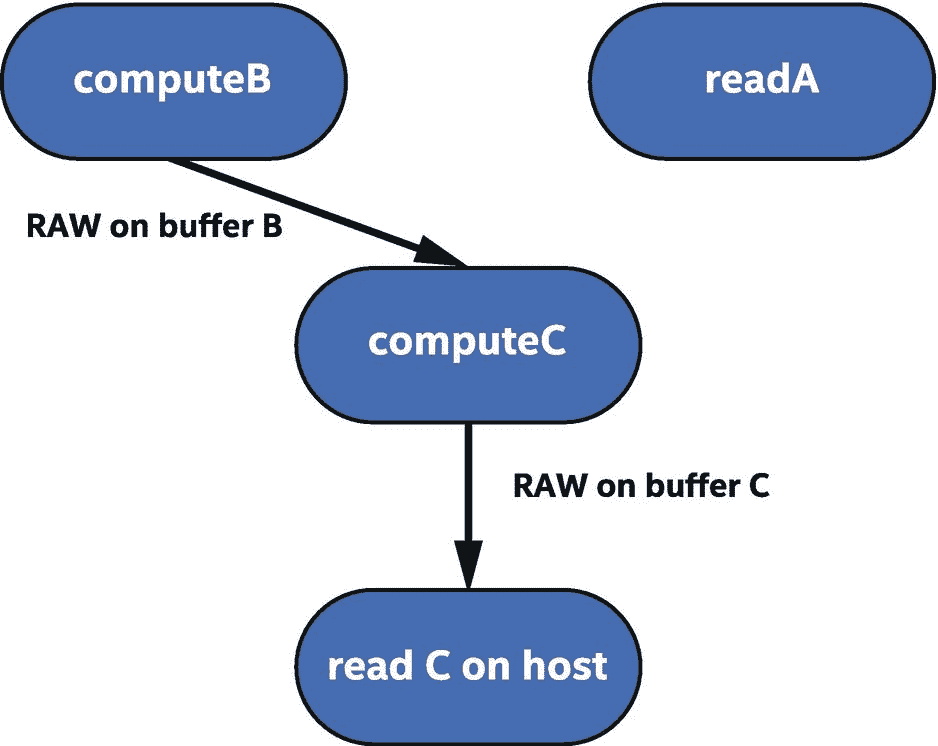 computeB
readA
RAW on buffer B
computeC
RAW on buffer C
read C on host